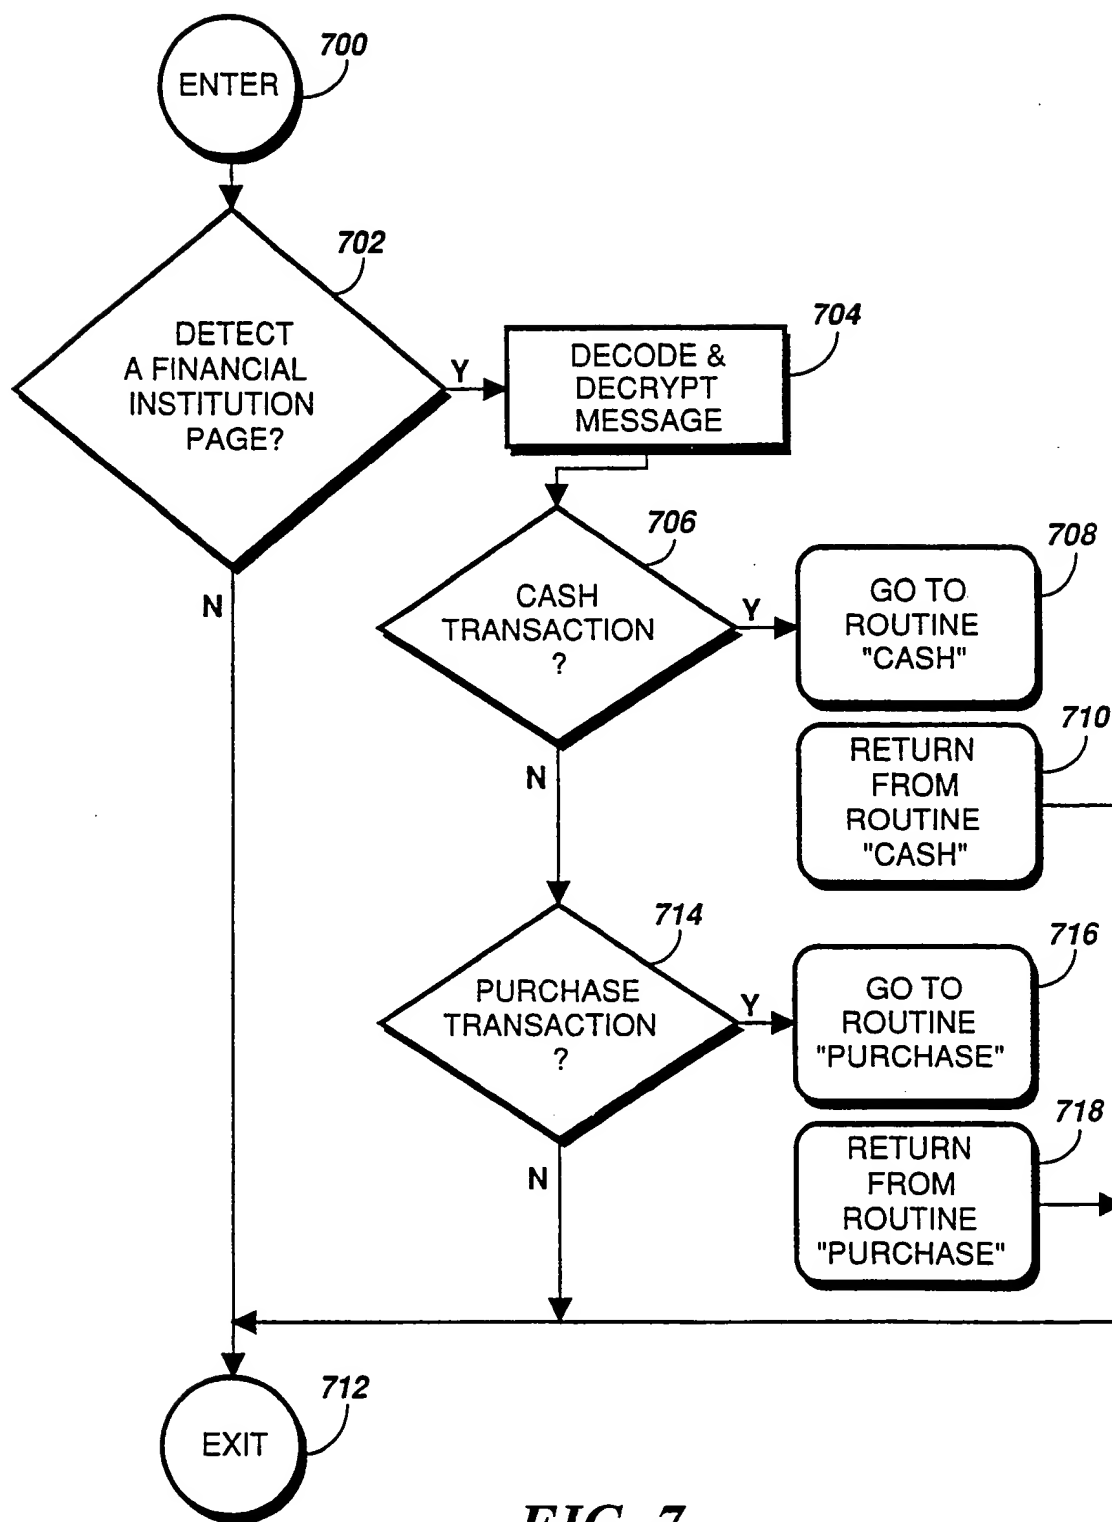 700
ENTER
702
DETECT
A FINANCIAL
INSTITUTION
PAGE?
Y
N
704
DECODE &
DECRYPT
MESSAGE
706
CASH
TRANSACTION
?
Y
N
708
GO TO
ROUTINE
"CASH"
710
RETURN
FROM
ROUTINE
"CASH"
714
PURCHASE
TRANSACTION
?
Y
N
716
GO TO
ROUTINE
"PURCHASE"
718
RETURN
FROM
ROUTINE
"PURCHASE"
712
EXIT
FIG. 7